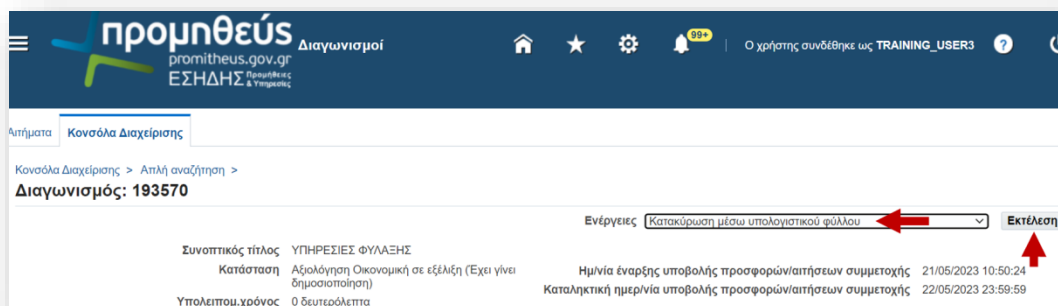 προμηθεύς
promitheus.gov.gr
ΕΣΗΔΗΣ Προμήθειες & Υπηρεσίες
Διαγωνισμοί
99+
Ο χρήστης συνδέθηκε ως TRAINING_USER3
?
Αιτήματα Κονσόλα Διαχείρισης
Κονσόλα Διαχείρισης > Απλή αναζήτηση >
Διαγωνισμός: 193570
Ενέργειες Κατακύρωση μέσω υπολογιστικού φύλλου Εκτέλεση
Συνοπτικός τίτλος ΥΠΗΡΕΣΙΕΣ ΦΥΛΑΞΗΣ
Κατάσταση Αξιολόγηση Οικονομική σε εξέλιξη (Έχει γίνει
δημοσιοποίηση)
Υπολειπομ.χρόνος 0 δευτερόλεπτα
Ημ/νία έναρξης υποβολής προσφορών/αιτήσεων συμμετοχής 21/05/2023 10:50:24
Καταληκτική ημερ/νία υποβολής προσφορών/αιτήσεων συμμετοχής 22/05/2023 23:59:59